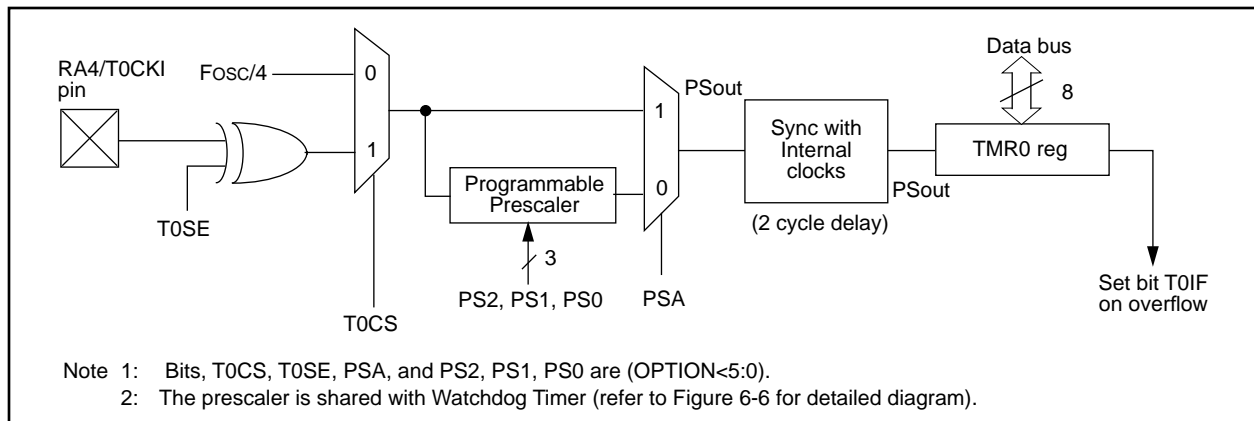 Data bus
8
RA4/T0CKI
pin
FOSC/4
0
1
T0SE
T0CS
Programmable
Prescaler
3
PS2, PS1, PS0
1
0
PSA
PSout
Sync with
Internal
clocks
(2 cycle delay)
PSout
TMR0 reg
Set bit T0IF
on overflow
Note 1: Bits, T0CS, T0SE, PSA, and PS2, PS1, PS0 are (OPTION<5:0).
2: The prescaler is shared with Watchdog Timer (refer to Figure 6-6 for detailed diagram).